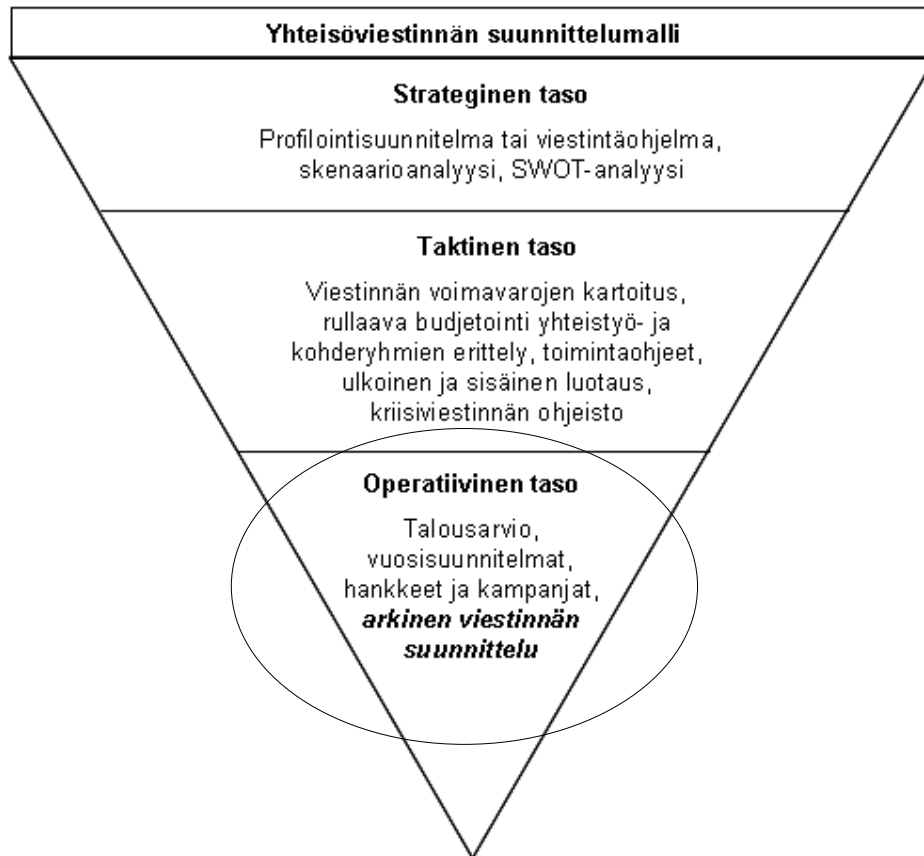 Yhteisöviestinnän suunnittelumalli
Strateginen taso
Profilointisuunnitelma tai viestintäohjelma,
skenaarioanalyysi, SWOT-analyysi
Taktinen taso
Viestinnän voimavarojen kartoitus,
rullaava budjetointi yhteistyö- ja
kohderyhmien erittely, toimintaohjeet,
ulkoinen ja sisäinen luotaus,
kriisiviestinnän ohjeisto
Operatiivinen taso
Talousarvio,
vuosisuunnitelmat,
hankkeet ja kampanjat,
arkinen viestinnän
suunnittelu